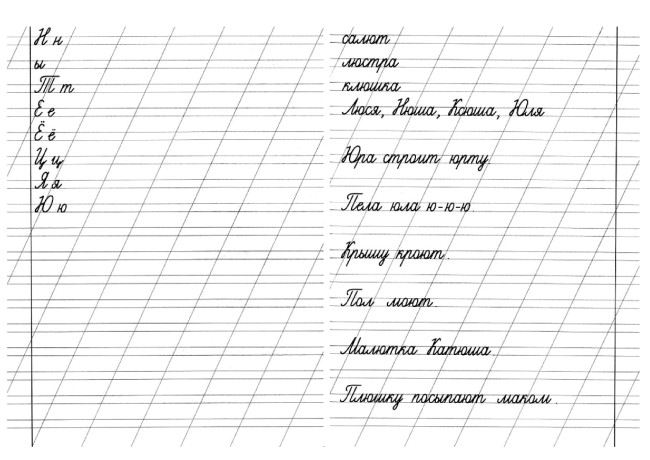 Н н
ы
Т т
Е е
Ё ё
Ц ц
Я я
Ю ю
салют
люстра
клюшка
Люся, Нюша, Ксюша, Юля
Юра строит юрту.
Пела юла ю-ю-ю.
Крышу кроют.
Пол моют.
Малютка Катюша.
Плюшку посыпают маком.